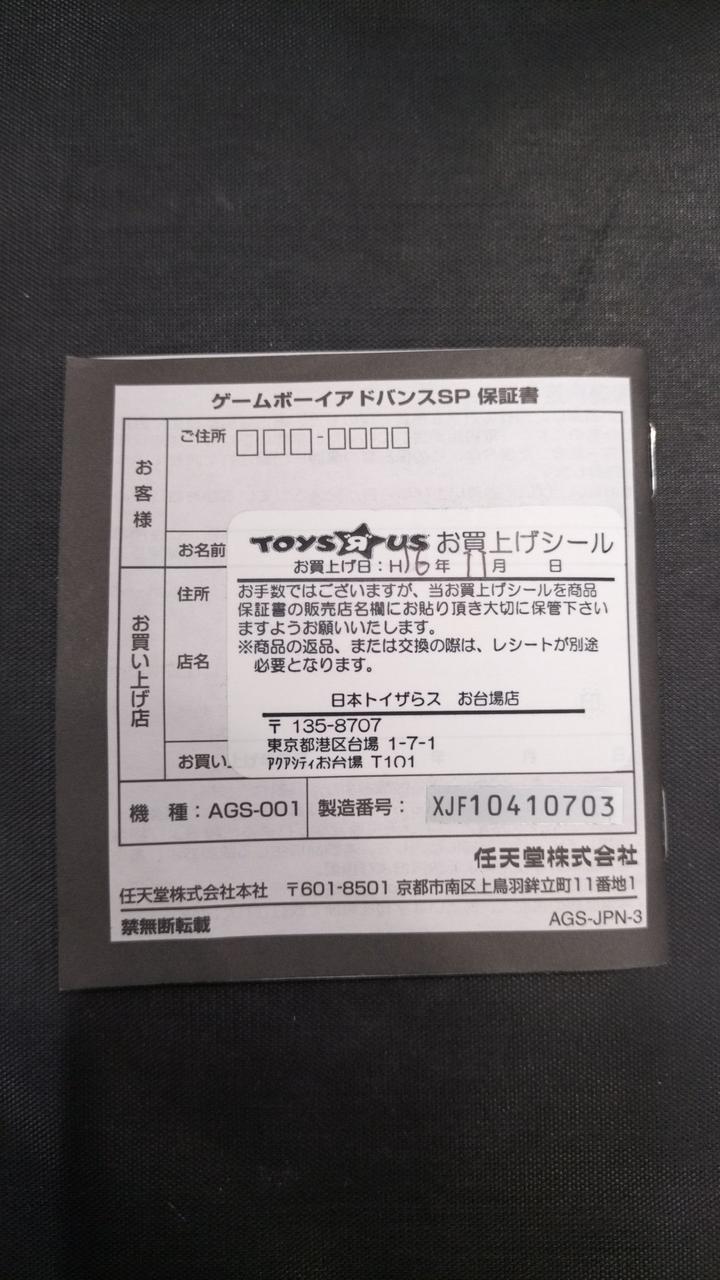 ゲームボーイアドバンスSP 保証書
お客様
ご住所 □□□-□□□□
お名前
TOYS"R"US お買上げシール
お買上げ日：H16年 11月 日
お手数ではございますが、当お買上げシールを商品
保証書の販売店名欄にお貼り頂き大切に保管下さい
ますようお願いいたします。
※商品の返品、または交換の際は、レシートが別途
必要となります。
日本トイザらス お台場店
〒 135-8707
東京都港区台場 1-7-1
ｱｸｱｼﾃｨお台場 T101
お買い上げ店
住所
店名
お買い
機 種：AGS-001
製造番号： XJF10410703
任天堂株式会社
任天堂株式会社本社 〒601-8501 京都市南区上鳥羽鉾立町11番地1
禁無断転載
AGS-JPN-3